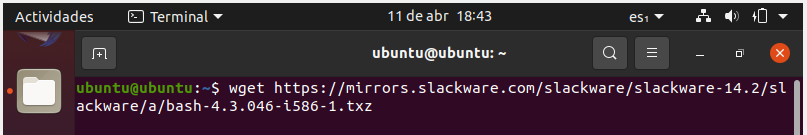 Actividades Terminal 11 de abr 18:43 es₁
ubuntu@ubuntu: ~
ubuntu@ubuntu:~$ wget https://mirrors.slackware.com/slackware/slackware-14.2/sl
ackware/a/bash-4.3.046-i586-1.txz